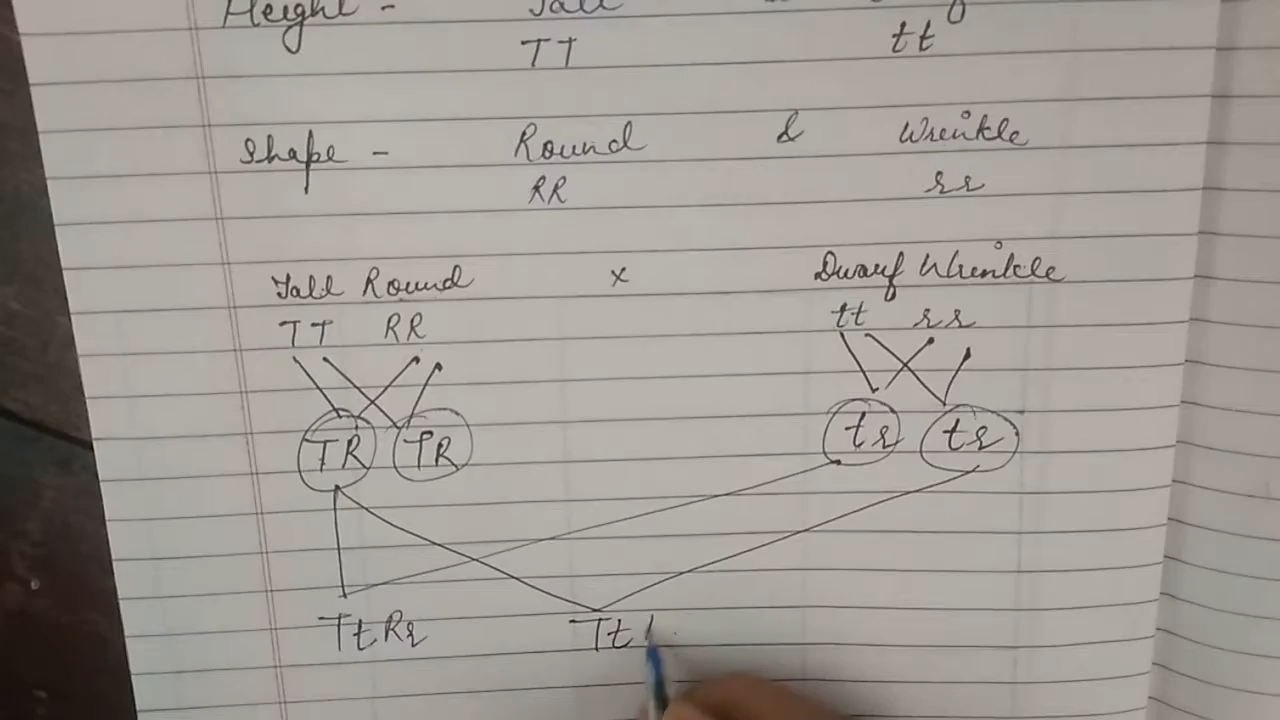 Height - Tall
TT tt
Shape - Round & Wrinkle
RR rr
Tall Round x Dwarf Wrinkle
TT RR tt rr
TR TR tr tr
TtRr Tt